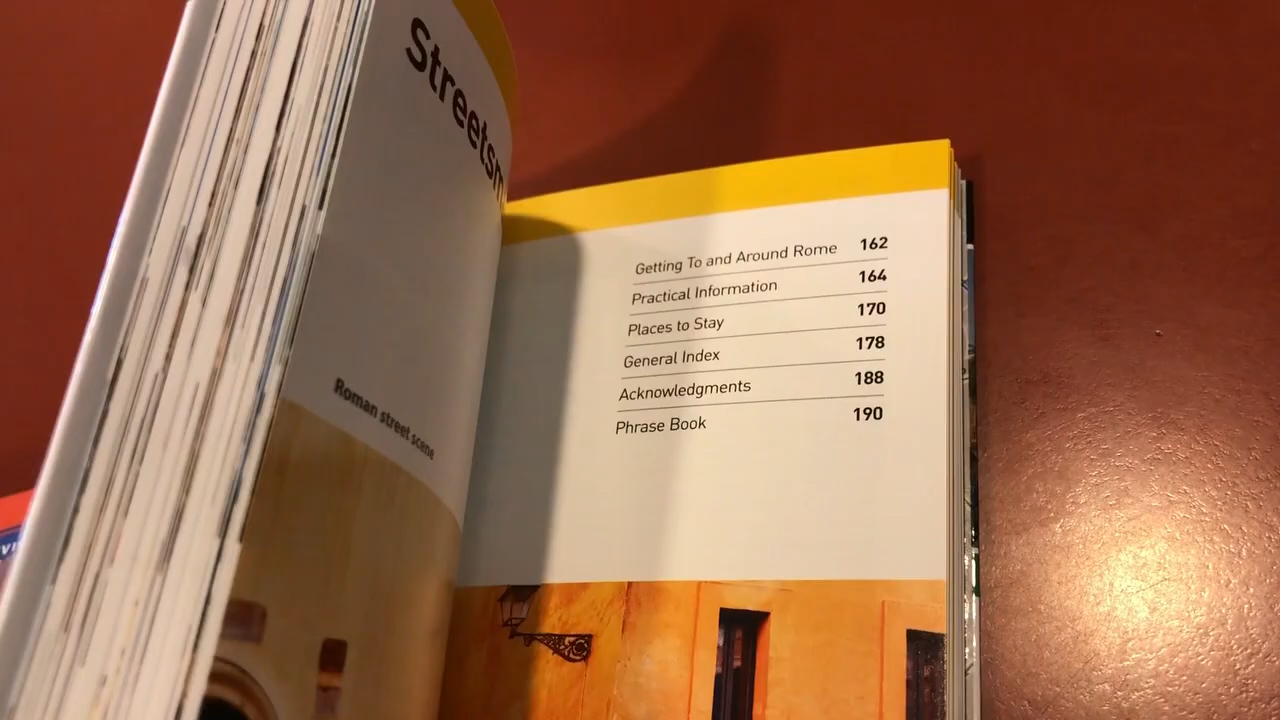 Streetsm
Roman street scene
Getting To and Around Rome 162
Practical Information 164
Places to Stay 170
General Index 178
Acknowledgments 188
Phrase Book 190